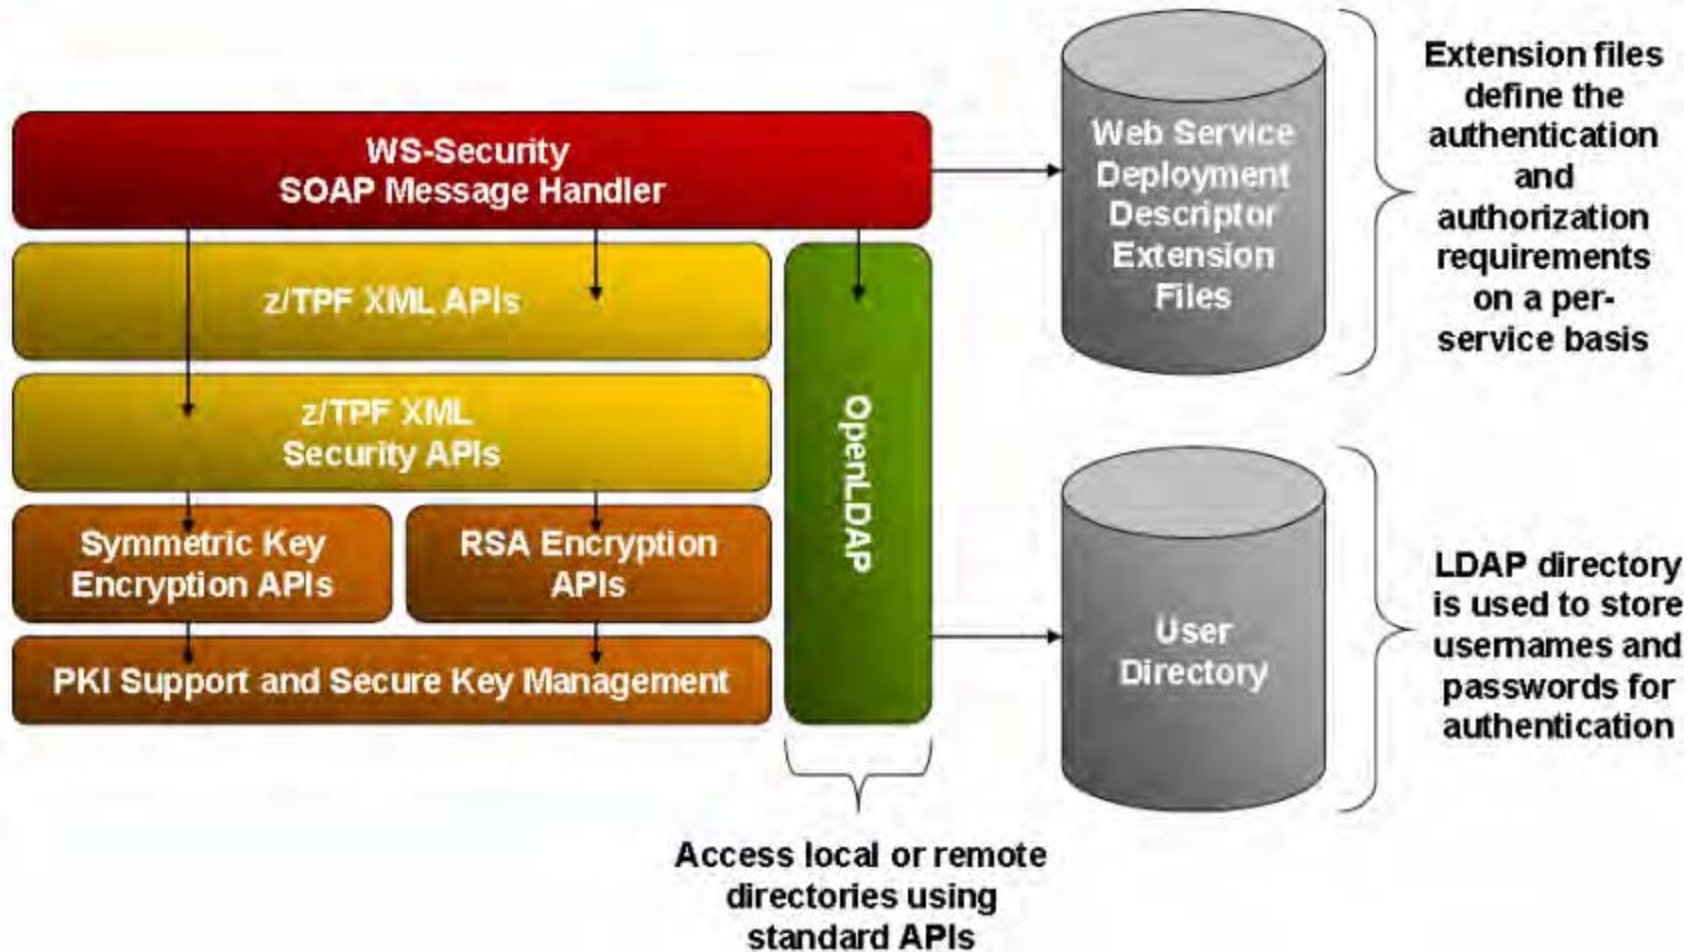 WS-Security
SOAP Message Handler
z/TPF XML APIs
z/TPF XML
Security APIs
Symmetric Key
Encryption APIs
RSA Encryption
APIs
PKI Support and Secure Key Management
OpenLDAP
Access local or remote
directories using
standard APIs
Web Service
Deployment
Descriptor
Extension
Files
Extension files
define the
authentication
and
authorization
requirements
on a per-
service basis
User
Directory
LDAP directory
is used to store
usernames and
passwords for
authentication